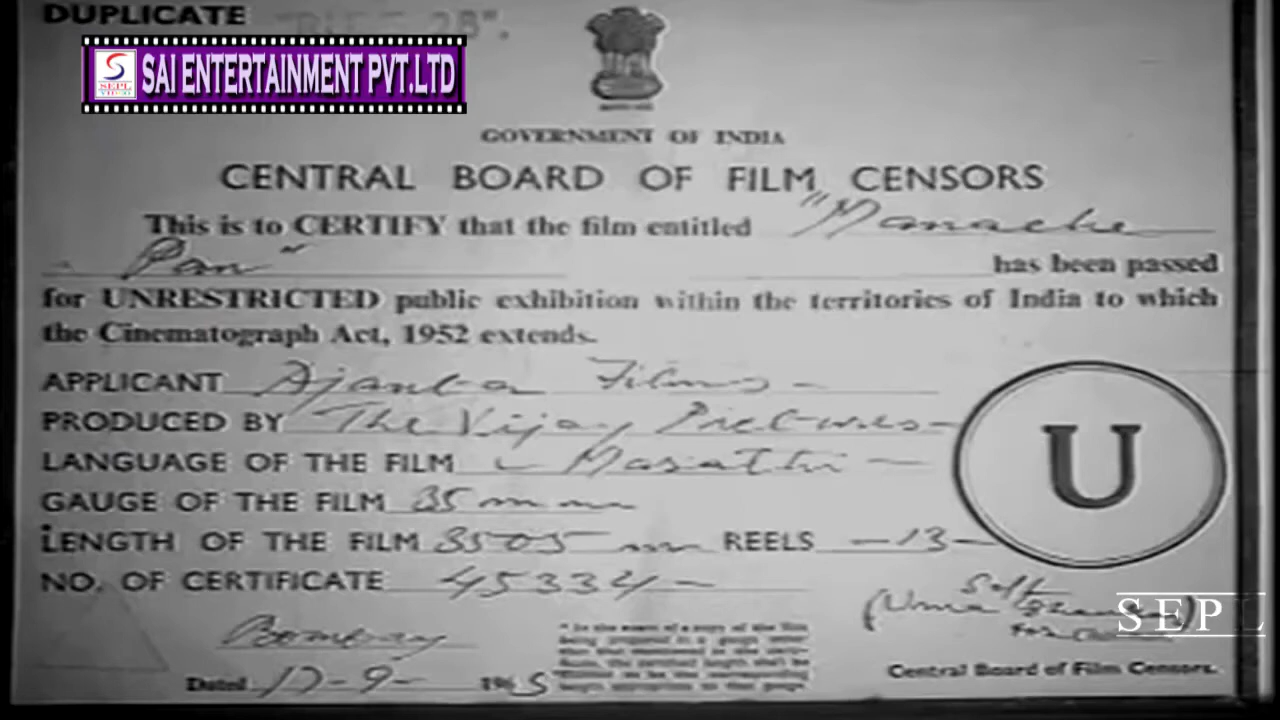 DUPLICATE
SEPL
VIDEO
SAI ENTERTAINMENT PVT.LTD
GOVERNMENT OF INDIA
CENTRAL BOARD OF FILM CENSORS
This is to CERTIFY that the film entitled "Manache
Pan" has been passed
for UNRESTRICTED public exhibition within the territories of India to which
the Cinematograph Act, 1952 extends.
APPLICANT Ajanta Films -
PRODUCED BY The Vijay Pictures -
LANGUAGE OF THE FILM Marathi -
GAUGE OF THE FILM 35 mm
LENGTH OF THE FILM 3505 m REELS -13-
NO. OF CERTIFICATE 45334 -
U
Sd/-
(Uma
SEPL
Bombay
Dated 17-9- 1965
Central Board of Film Censors.